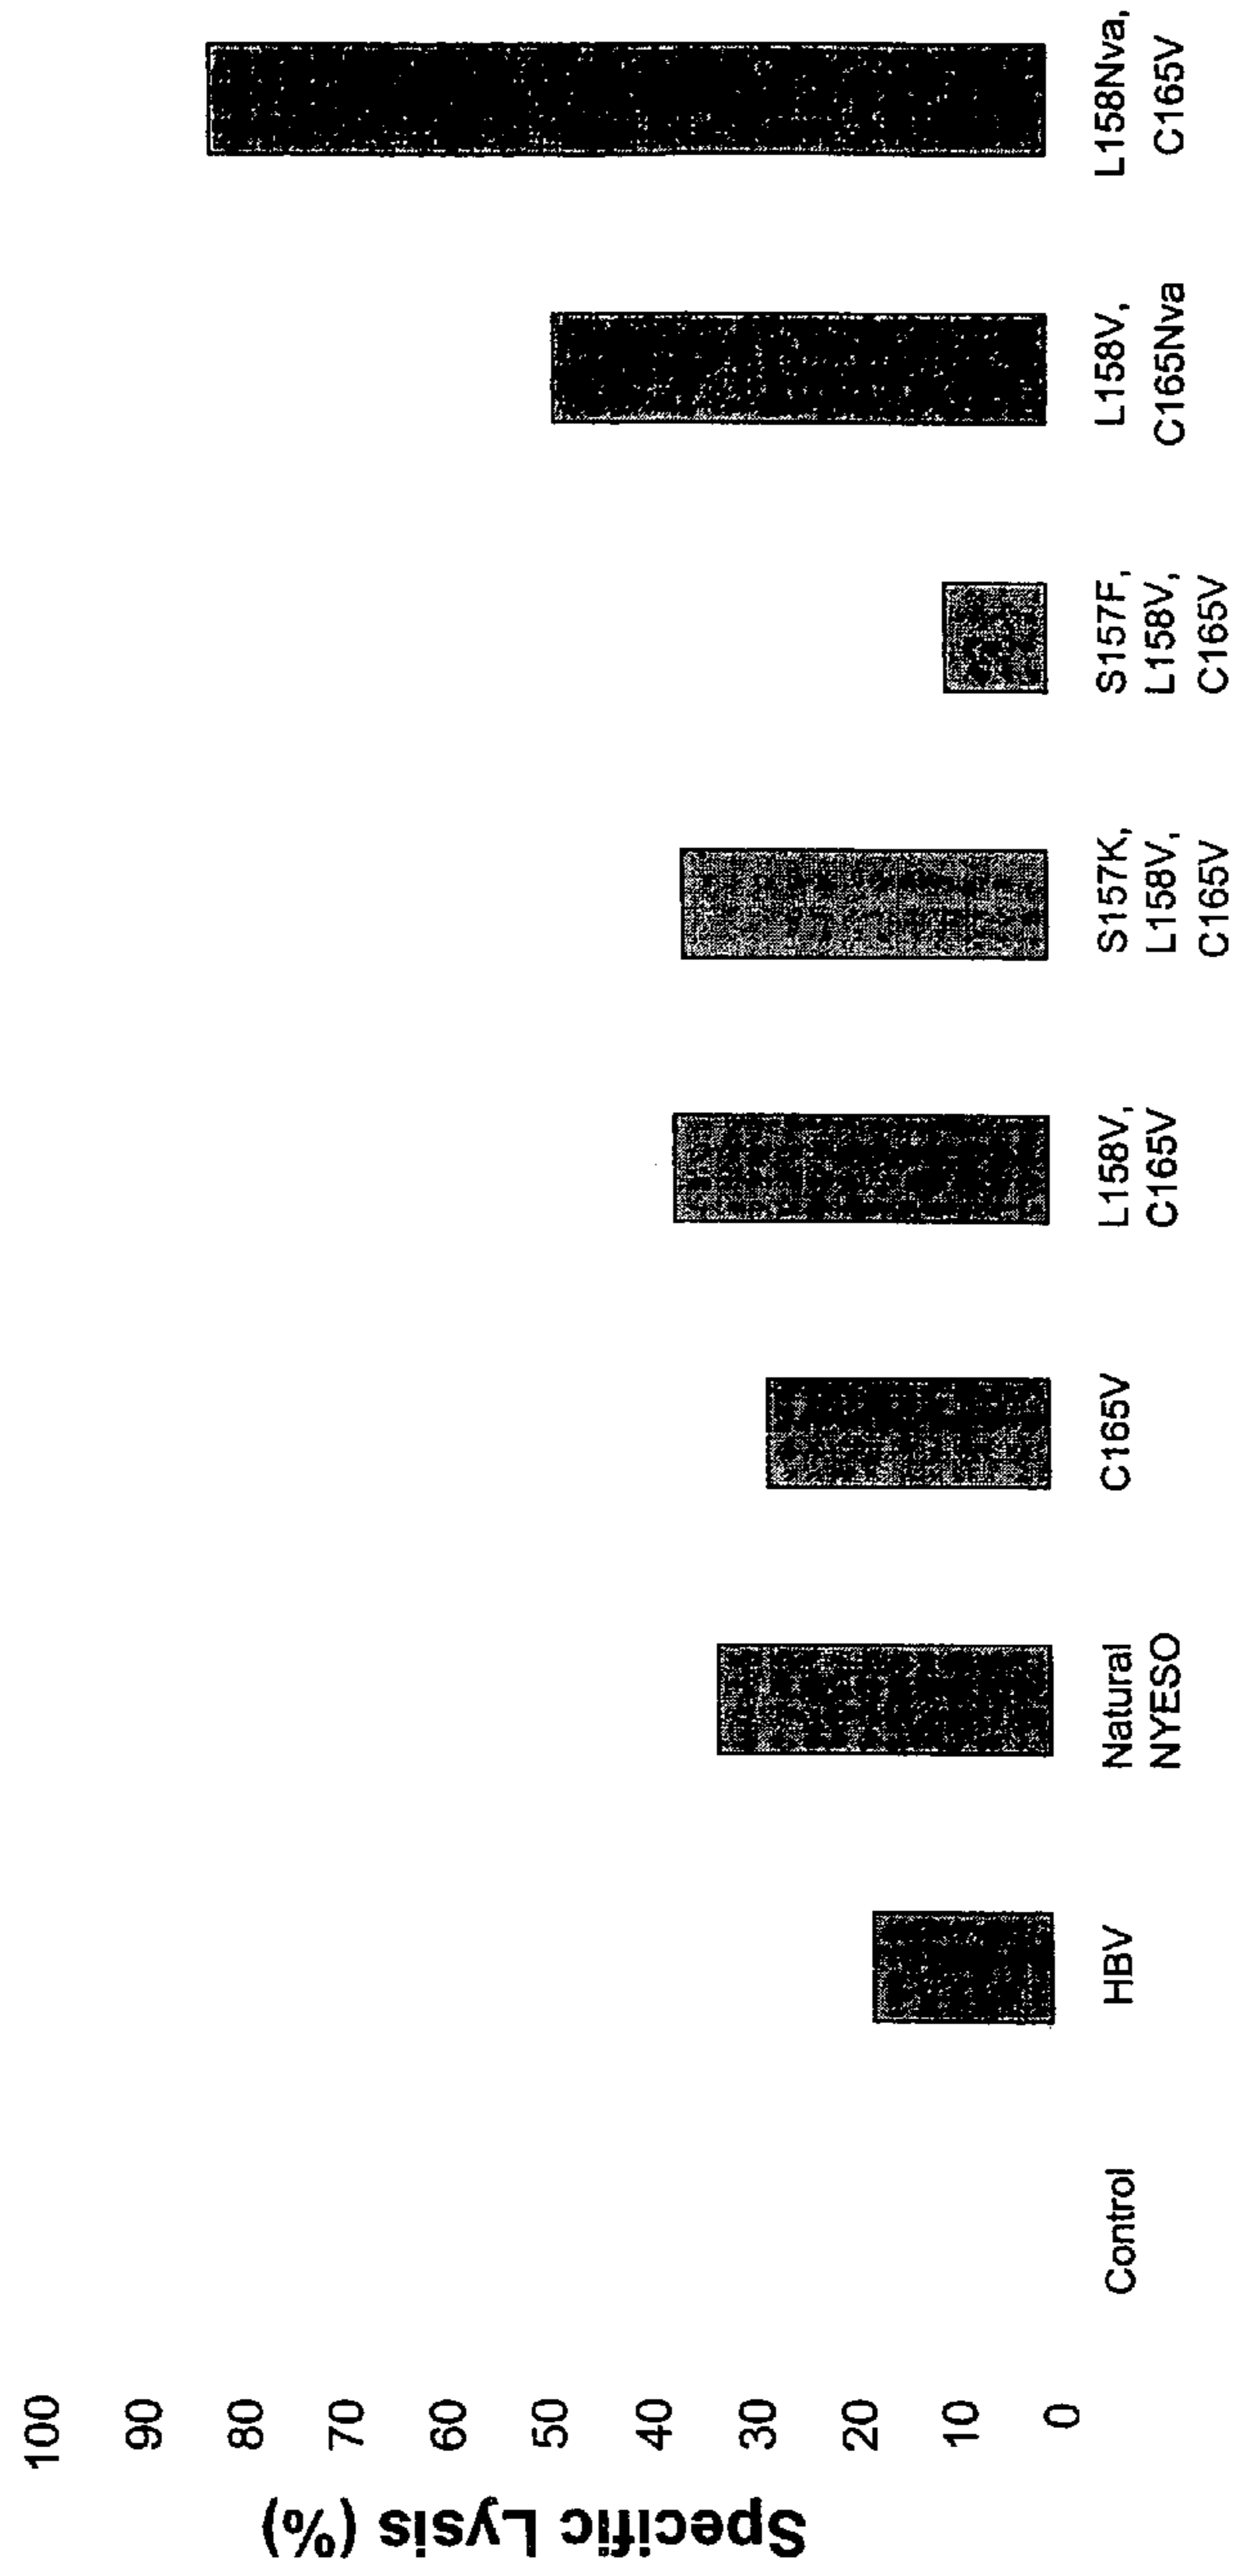 Specific Lysis (%)
100
90
80
70
60
50
40
30
20
10
0
Control
HBV
Natural
NYESO
C165V
L158V,
C165V
S157K,
L158V,
C165V
S157F,
L158V,
C165V
L158V,
C165Nva
L158Nva,
C165V